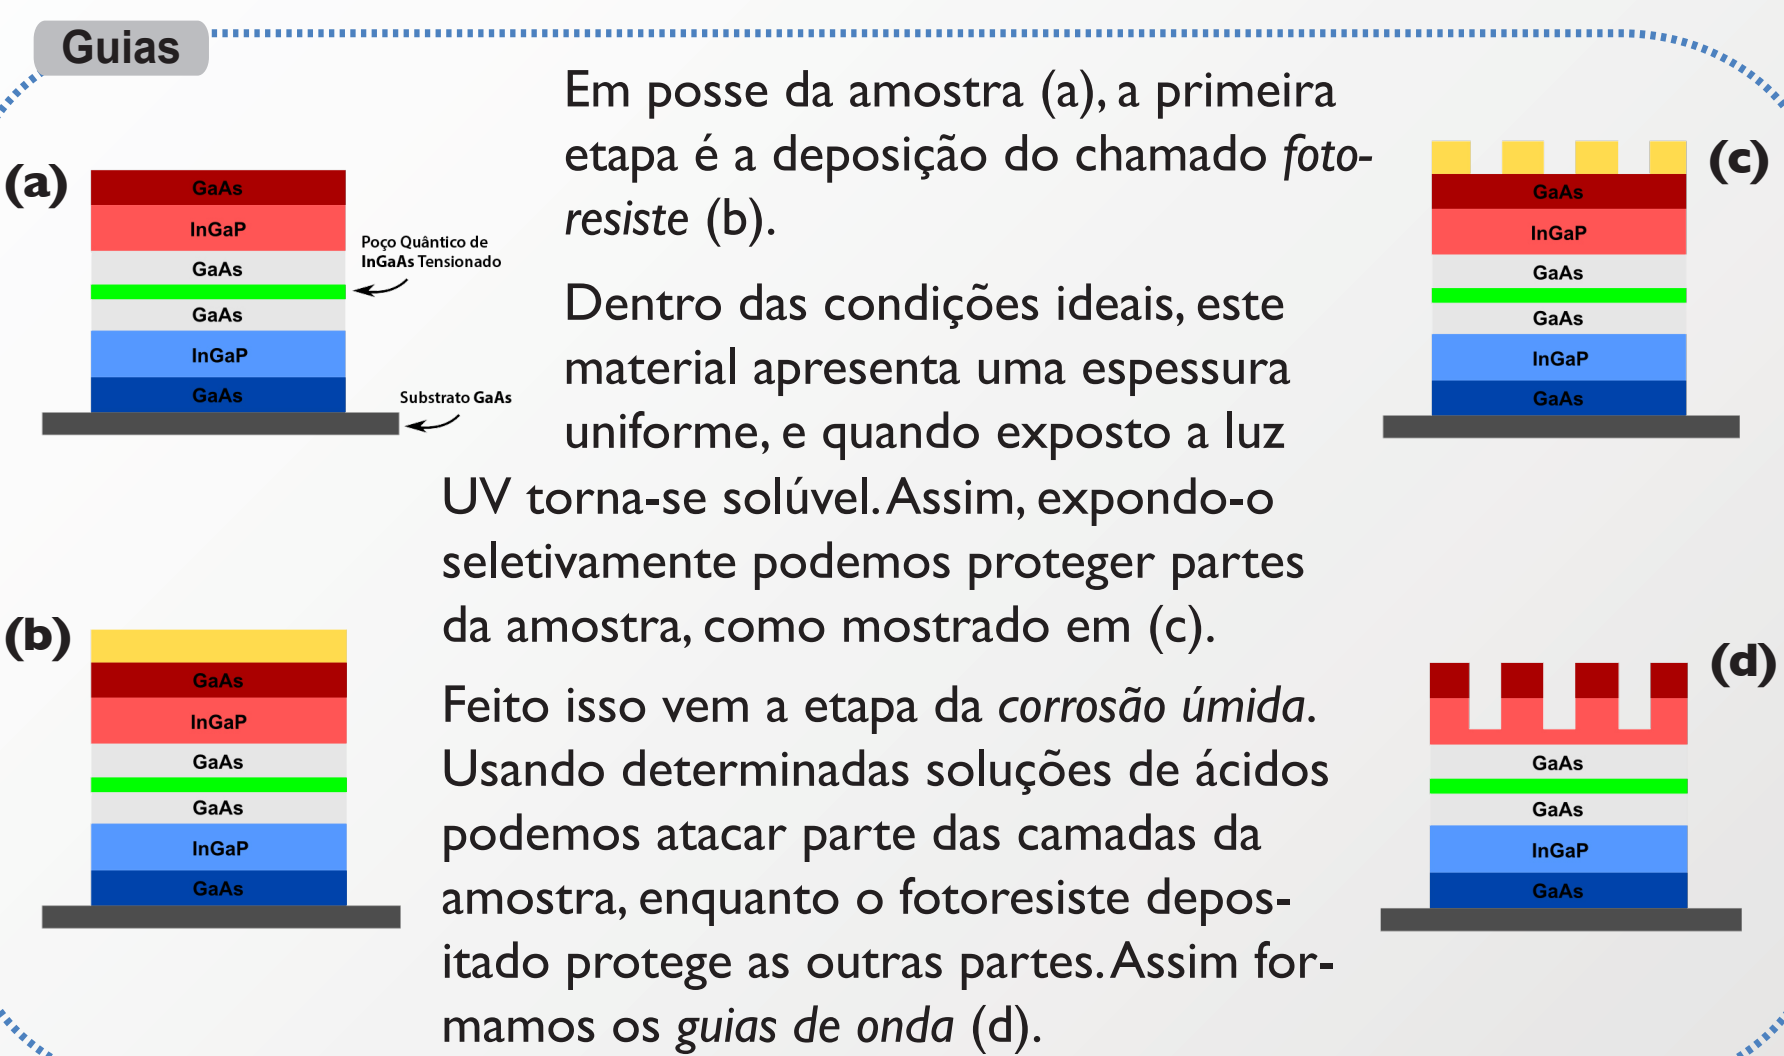 Guias
Em posse da amostra (a), a primeira
etapa é a deposição do chamado foto-
resiste (b).
Dentro das condições ideais, este
material apresenta uma espessura
uniforme, e quando exposto a luz
UV torna-se solúvel. Assim, expondo-o
seletivamente podemos proteger partes
da amostra, como mostrado em (c).
Feito isso vem a etapa da corrosão úmida.
Usando determinadas soluções de ácidos
podemos atacar parte das camadas da
amostra, enquanto o fotoresiste depos-
itado protege as outras partes. Assim for-
mamos os guias de onda (d).
(a)
GaAs
InGaP
GaAs
GaAs
InGaP
GaAs
Poço Quântico de
InGaAs Tensionado
Substrato GaAs
(b)
GaAs
InGaP
GaAs
GaAs
InGaP
GaAs
(c)
GaAs
InGaP
GaAs
GaAs
InGaP
GaAs
(d)
GaAs
GaAs
InGaP
GaAs